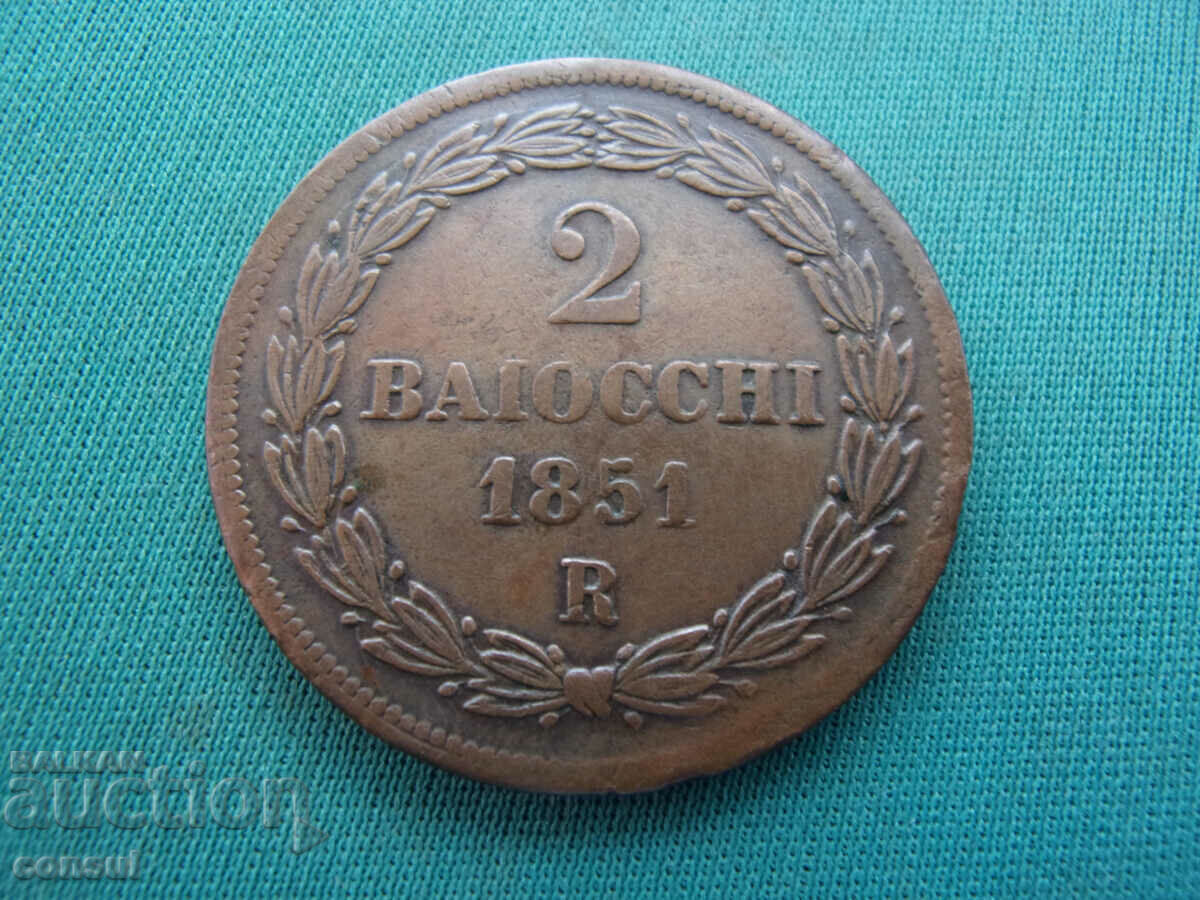 2
BAIOCCHI
1851
R
BALKAN
auction
consul